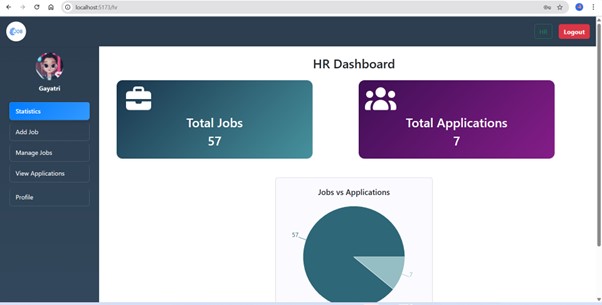 localhost:5173/hr
JOB
HR
Logout
Gayatri
Statistics
Add Job
Manage Jobs
View Applications
Profile
HR Dashboard
Total Jobs
57
Total Applications
7
Jobs vs Applications
57
7